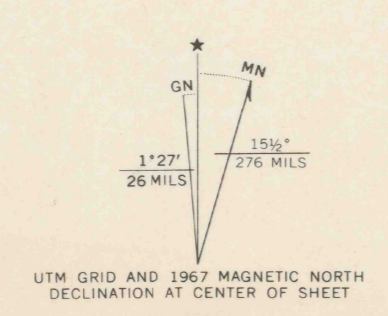 ★
MN
GN
15½°
276 MILS
1°27′
26 MILS
UTM GRID AND 1967 MAGNETIC NORTH
DECLINATION AT CENTER OF SHEET